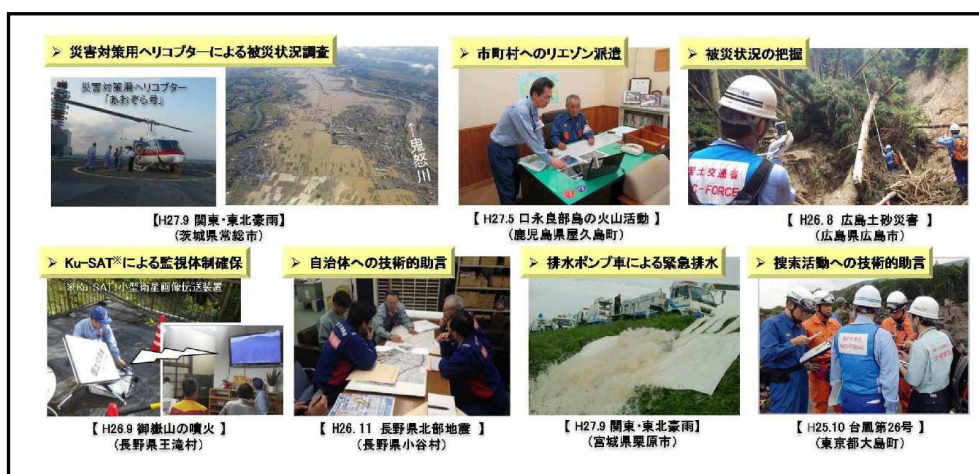 ➢ 災害対策用ヘリコプターによる被災状況調査
災害対策用ヘリコプター
「あおぞら号」
←鬼怒川
【H27.9 関東・東北豪雨】
(茨城県常総市)
➢ 市町村へのリエゾン派遣
【 H27.5 口永良部島の火山活動 】
(鹿児島県屋久島町)
➢ 被災状況の把握
国土交通省
C-FORCE
【 H26.8 広島土砂災害 】
(広島県広島市)
➢ Ku-SAT※による監視体制確保
※Ku-SAT:小型衛星画像伝送装置
【 H26.9 御嶽山の噴火 】
(長野県王滝村)
➢ 自治体への技術的助言
【 H26.11 長野県北部地震 】
(長野県小谷村)
➢ 排水ポンプ車による緊急排水
【 H27.9 関東・東北豪雨】
(宮城県栗原市)
➢ 捜索活動への技術的助言
【 H25.10 台風第26号 】
(東京都大島町)